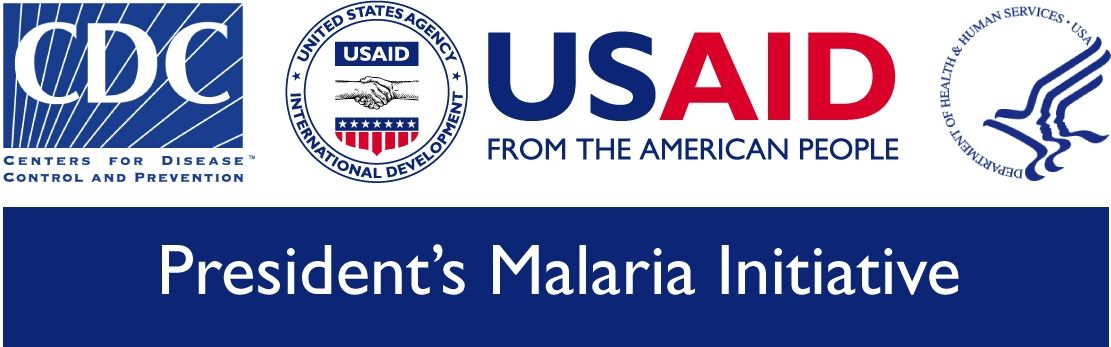 CDC
CENTERS FOR DISEASE™
CONTROL AND PREVENTION
UNITED STATES AGENCY
USAID
INTERNATIONAL DEVELOPMENT
USAID
FROM THE AMERICAN PEOPLE
DEPARTMENT OF HEALTH & HUMAN SERVICES • USA
President's Malaria Initiative